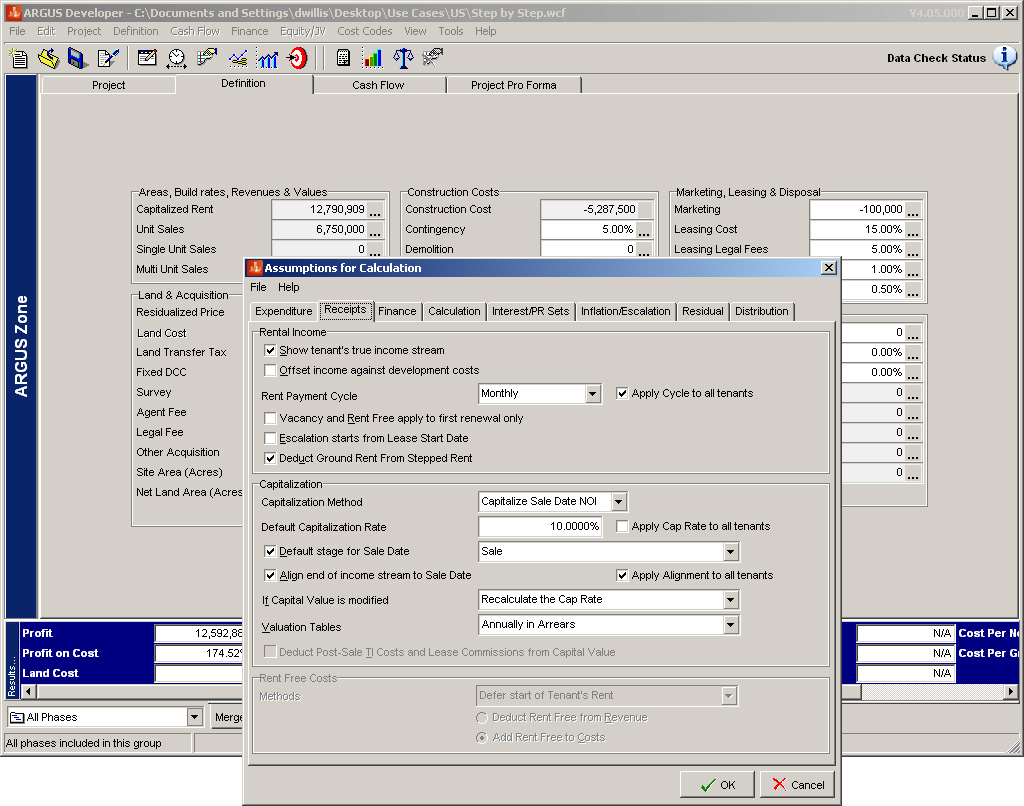 ARGUS Developer - C:\Documents and Settings\dwillis\Desktop\Use Cases\US\Step by Step.wcf V4.05.000
File Edit Project Definition Cash Flow Finance Equity/JV Cost Codes View Tools Help
Data Check Status
Project Definition Cash Flow Project Pro Forma
ARGUS Zone
Areas, Build rates, Revenues & Values
Capitalized Rent 12,790,909 ...
Unit Sales 6,750,000 ...
Single Unit Sales 0 ...
Multi Unit Sales
Land & Acquisition
Residualized Price
Land Cost
Land Transfer Tax
Fixed DCC
Survey
Agent Fee
Legal Fee
Other Acquisition
Site Area (Acres)
Net Land Area (Acres
Construction Costs
Construction Cost -5,287,500
Contingency 5.00% ...
Demolition 0 ...
Marketing, Leasing & Disposal
Marketing -100,000 ...
Leasing Cost 15.00% ...
Leasing Legal Fees 5.00% ...
1.00% ...
0.50% ...
0 ...
0.00% ...
0.00% ...
0 ...
0 ...
0 ...
0 ...
0 ...
Assumptions for Calculation
File Help
Expenditure Receipts Finance Calculation Interest/PR Sets Inflation/Escalation Residual Distribution
Rental Income
Show tenant's true income stream
Offset income against development costs
Rent Payment Cycle Monthly Apply Cycle to all tenants
Vacancy and Rent Free apply to first renewal only
Escalation starts from Lease Start Date
Deduct Ground Rent From Stepped Rent
Capitalization
Capitalization Method Capitalize Sale Date NOI
Default Capitalization Rate 10.0000% Apply Cap Rate to all tenants
Default stage for Sale Date Sale
Align end of income stream to Sale Date Apply Alignment to all tenants
If Capital Value is modified Recalculate the Cap Rate
Valuation Tables Annually in Arrears
Deduct Post-Sale TI Costs and Lease Commissions from Capital Value
Rent Free Costs
Methods Defer start of Tenant's Rent
Deduct Rent Free from Revenue
Add Rent Free to Costs
OK Cancel
Results...
Profit 12,592,88
Profit on Cost 174.52%
Land Cost
N/A Cost Per Ne
N/A Cost Per Gr
N/A
All Phases Merge
All phases included in this group